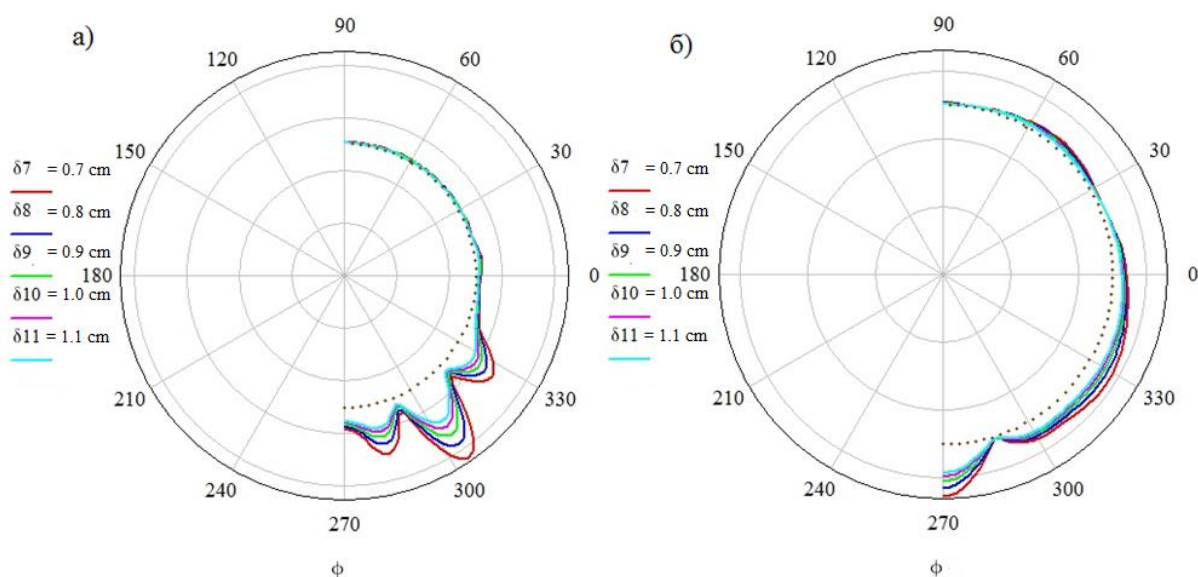 а)
90
120
60
150
30
180
0
210
330
240
300
270
ϕ
δ7 = 0.7 cm
δ8 = 0.8 cm
δ9 = 0.9 cm
δ10 = 1.0 cm
δ11 = 1.1 cm
б)
90
120
60
150
30
180
0
210
330
240
300
270
ϕ
δ7 = 0.7 cm
δ8 = 0.8 cm
δ9 = 0.9 cm
δ10 = 1.0 cm
δ11 = 1.1 cm